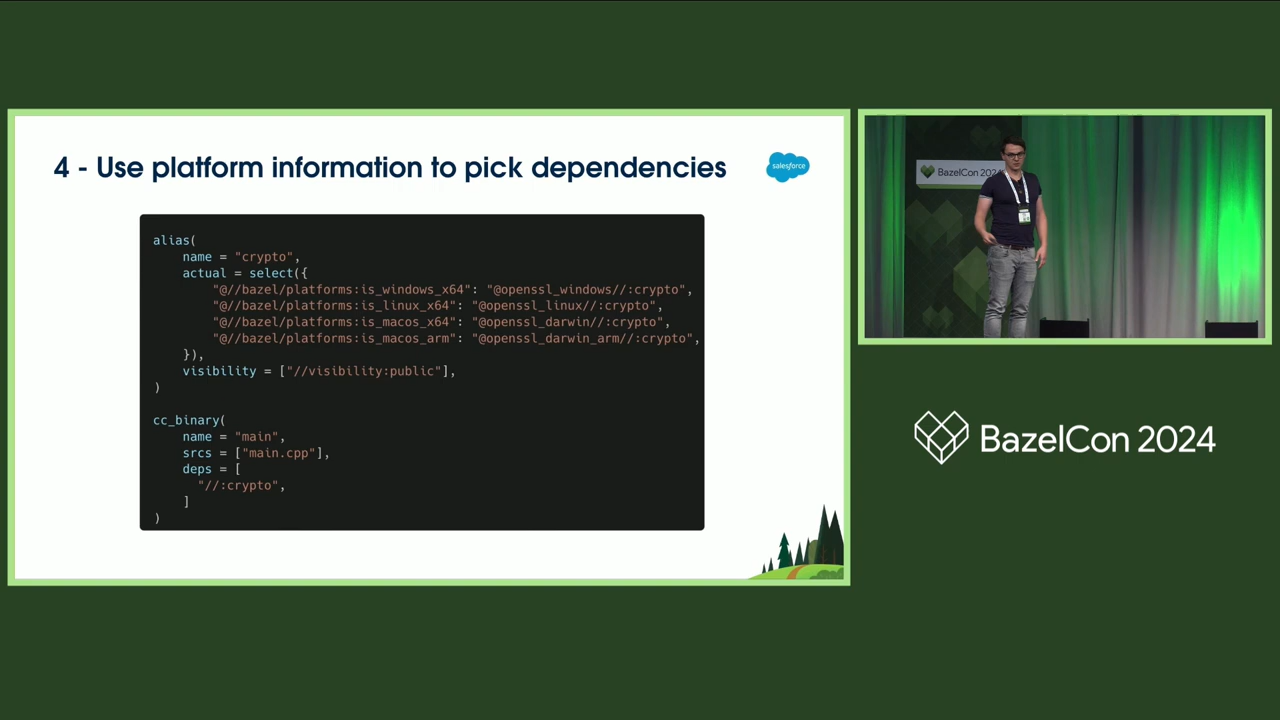 4 - Use platform information to pick dependencies
salesforce
alias(
    name = "crypto",
    actual = select({
        "@//bazel/platforms:is_windows_x64": "@openssl_windows//:crypto",
        "@//bazel/platforms:is_linux_x64": "@openssl_linux//:crypto",
        "@//bazel/platforms:is_macos_x64": "@openssl_darwin//:crypto",
        "@//bazel/platforms:is_macos_arm": "@openssl_darwin_arm//:crypto",
    }),
    visibility = ["//visibility:public"],
)
cc_binary(
    name = "main",
    srcs = ["main.cpp"],
    deps = [
      "//:crypto",
    ]
)
BazelCon 2024
BazelCon 2024